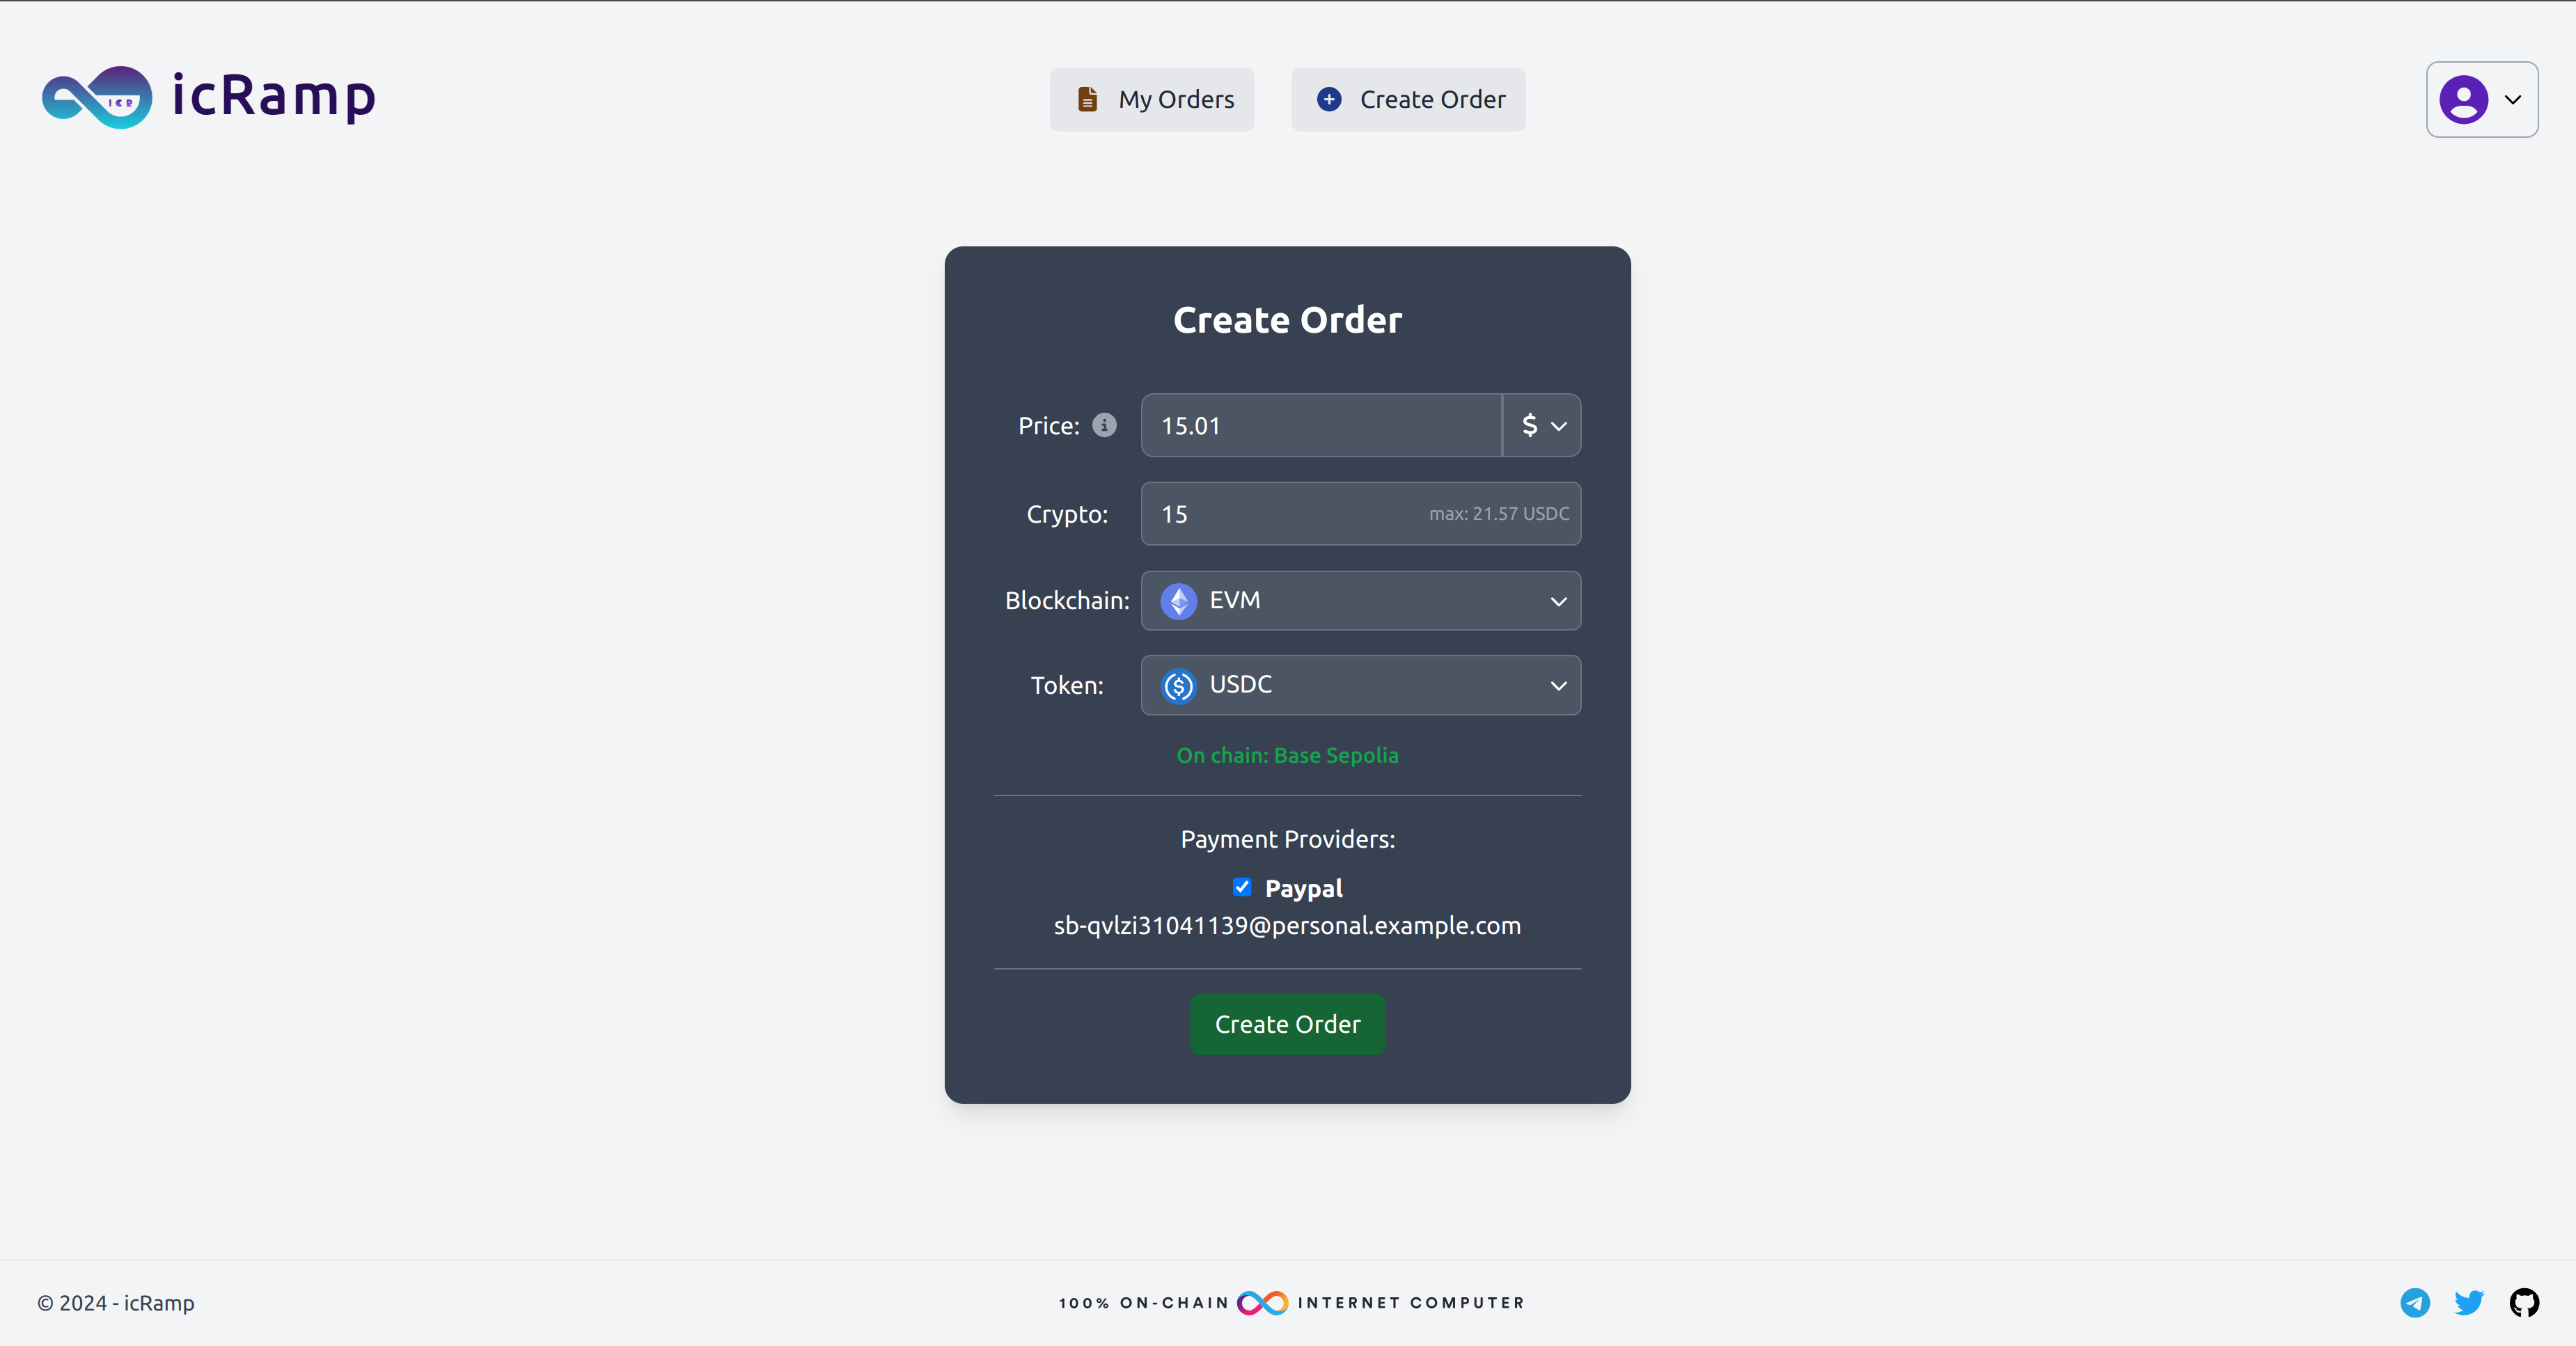 ICR
icRamp
My Orders
Create Order
Create Order
Price:
15.01
$
Crypto:
15
max: 21.57 USDC
Blockchain:
EVM
Token:
USDC
On chain: Base Sepolia
Payment Providers:
Paypal
sb-qvlzi31041139@personal.example.com
Create Order
© 2024 - icRamp
100% ON-CHAIN INTERNET COMPUTER